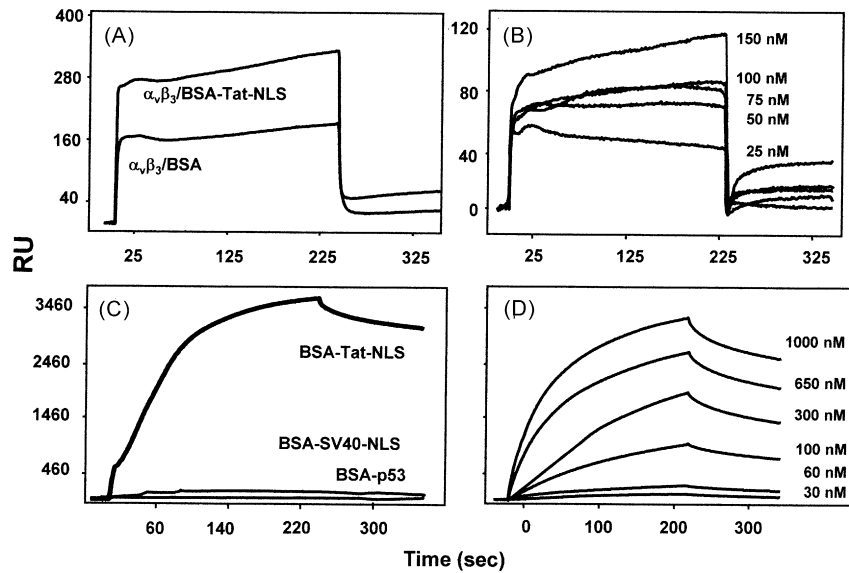 RU
(A)
400
280
160
40
25
125
225
325
αvβ3/BSA-Tat-NLS
αvβ3/BSA
(B)
120
80
40
0
25
125
225
325
150 nM
100 nM
75 nM
50 nM
25 nM
(C)
3460
2460
1460
460
60
140
220
300
BSA-Tat-NLS
BSA-SV40-NLS
BSA-p53
(D)
0
100
200
300
1000 nM
650 nM
300 nM
100 nM
60 nM
30 nM
Time (sec)